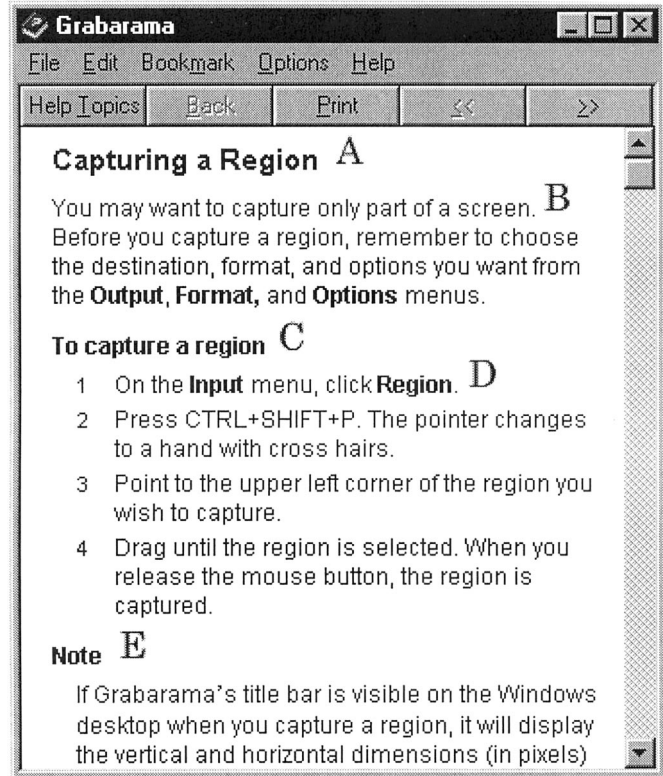 Grabarama
File Edit Bookmark Options Help
Help Topics Back Print << >>
Capturing a Region A
You may want to capture only part of a screen. B
Before you capture a region, remember to choose
the destination, format, and options you want from
the Output, Format, and Options menus.
To capture a region C
1 On the Input menu, click Region. D
2 Press CTRL+SHIFT+P. The pointer changes
to a hand with cross hairs.
3 Point to the upper left corner of the region you
wish to capture.
4 Drag until the region is selected. When you
release the mouse button, the region is
captured.
Note E
If Grabarama's title bar is visible on the Windows
desktop when you capture a region, it will display
the vertical and horizontal dimensions (in pixels)